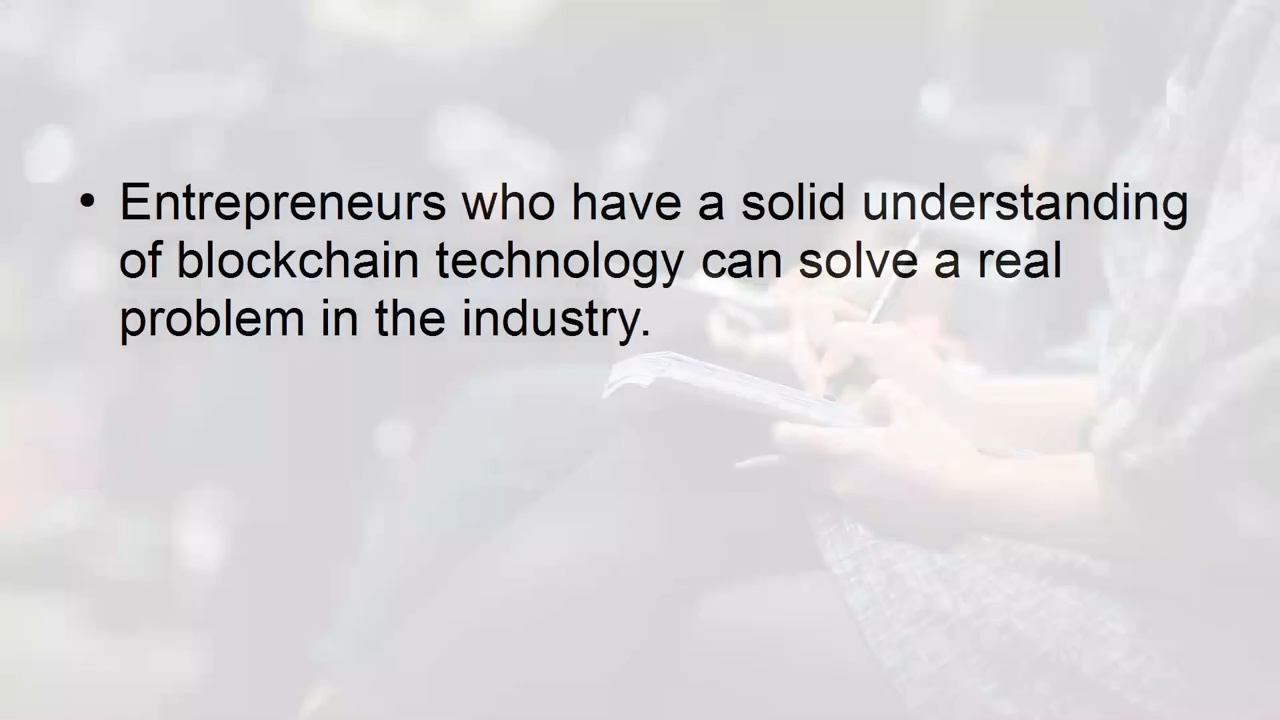 • Entrepreneurs who have a solid understanding
of blockchain technology can solve a real
problem in the industry.